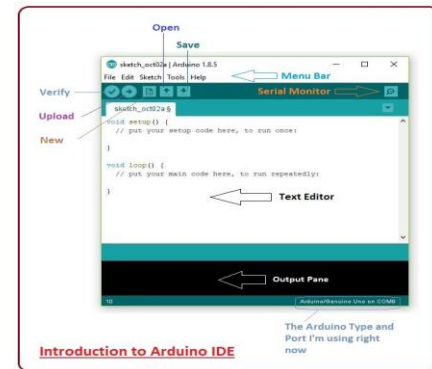 Open
Save
sketch_oct02a | Arduino 1.8.5
File Edit Sketch Tools Help
Menu Bar
Verify
Serial Monitor
Upload
sketch_oct02a §
New
void setup() {
// put your setup code here, to run once:
}
void loop() {
// put your main code here, to run repeatedly:
}
Text Editor
Output Pane
10
Arduino/Genuino Uno on COM8
The Arduino Type and
Port I'm using right
now
Introduction to Arduino IDE